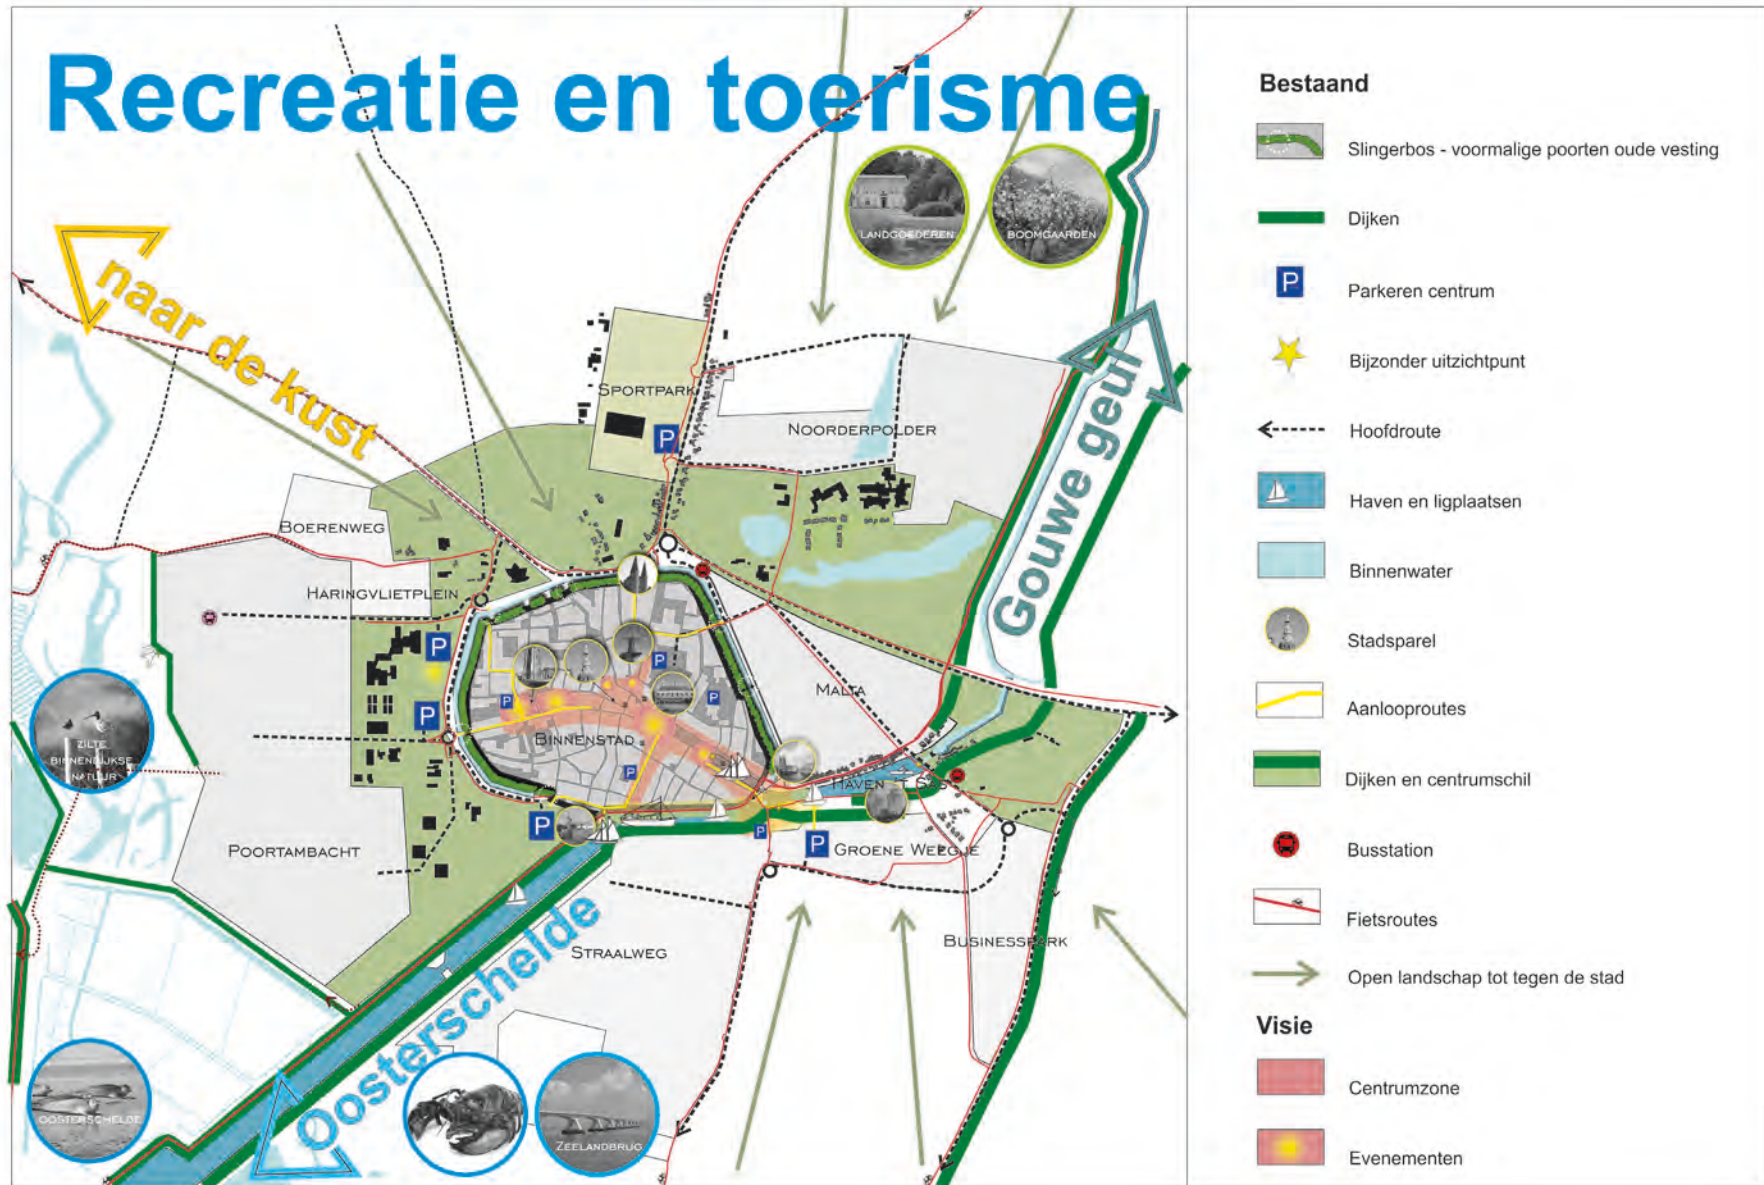 Recreatie en toerisme
naar de kust
LANDGOEDEREN
BOOMGAARDEN
Gouwe geul
SPORTPARK
P
NOORDERPOLDER
BOERENWEG
HARINGVLIETPLEIN
P
P
P
P
P
MALTA
BINNENSTAD
P
P
HAVEN 'T SAS
P
P
GROENE WEEGJE
ZILTE
BINNENDIJKSE
NATUUR
POORTAMBACHT
STRAALWEG
BUSINESSPARK
Oosterschelde
OOSTERSCHELDE
ZEELANDBRUG
Bestaand
Slingerbos - voormalige poorten oude vesting
Dijken
P
Parkeren centrum
Bijzonder uitzichtpunt
Hoofdroute
Haven en ligplaatsen
Binnenwater
Stadsparel
Aanlooproutes
Dijken en centrumschil
Busstation
Fietsroutes
Open landschap tot tegen de stad
Visie
Centrumzone
Evenementen